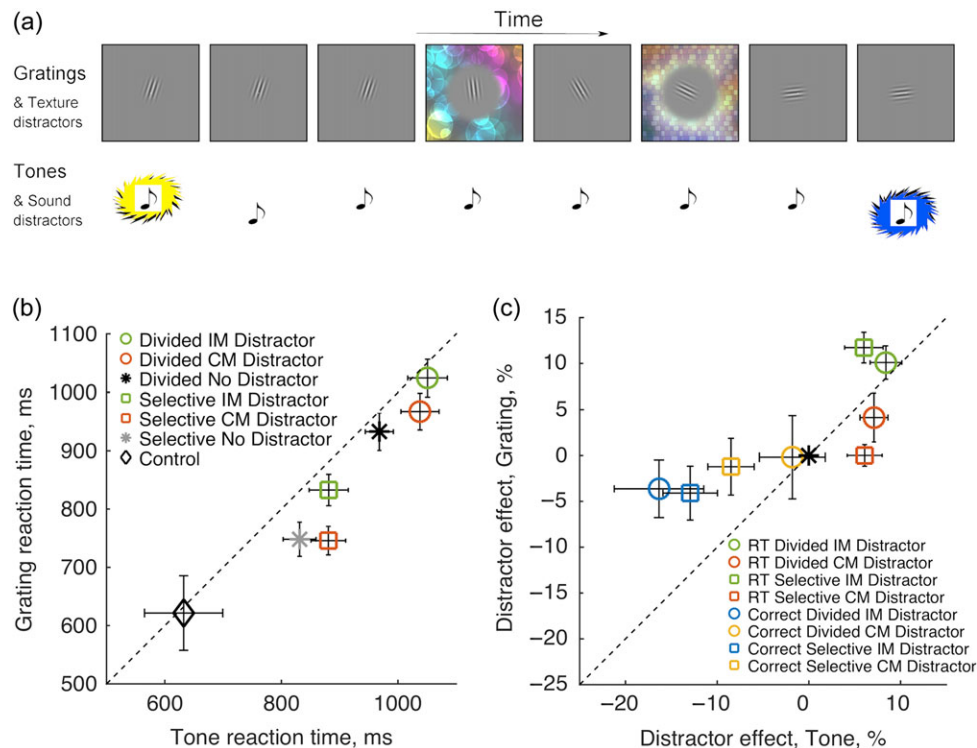 (a)
Time
Gratings
& Texture
distractors
Tones
& Sound
distractors
(b)
1100
1000
900
800
700
600
500
600
800
1000
Grating reaction time, ms
Tone reaction time, ms
Divided IM Distractor
Divided CM Distractor
Divided No Distractor
Selective IM Distractor
Selective CM Distractor
Selective No Distractor
Control
(c)
25
20
15
10
5
0
−5
−10
−15
−20
−25
−20
−10
0
10
Distractor effect, Grating, %
Distractor effect, Tone, %
RT Divided IM Distractor
RT Divided CM Distractor
RT Selective IM Distractor
RT Selective CM Distractor
Correct Divided IM Distractor
Correct Divided CM Distractor
Correct Selective IM Distractor
Correct Selective CM Distractor